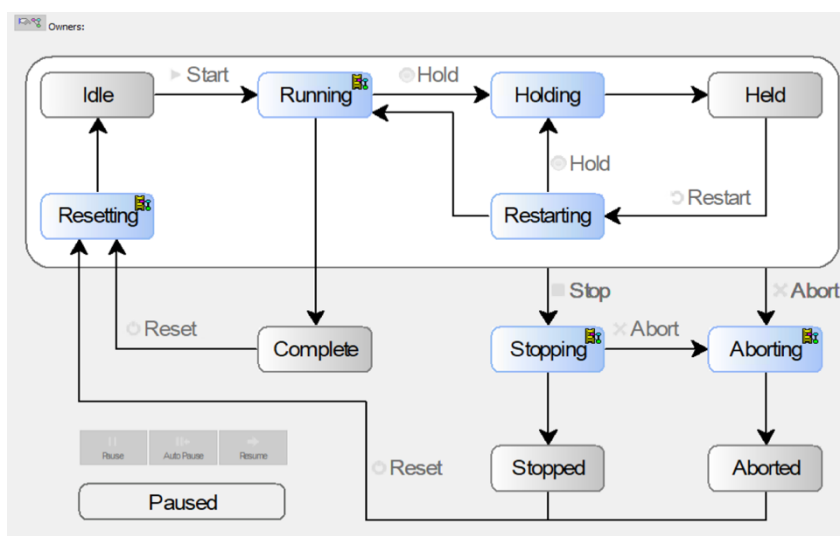 Owners:
Start
Hold
Idle
Running
Holding
Held
Hold
Restart
Resetting
Restarting
Stop
Abort
Reset
Abort
Complete
Stopping
Aborting
Pause
Auto Pause
Resume
Reset
Stopped
Aborted
Paused